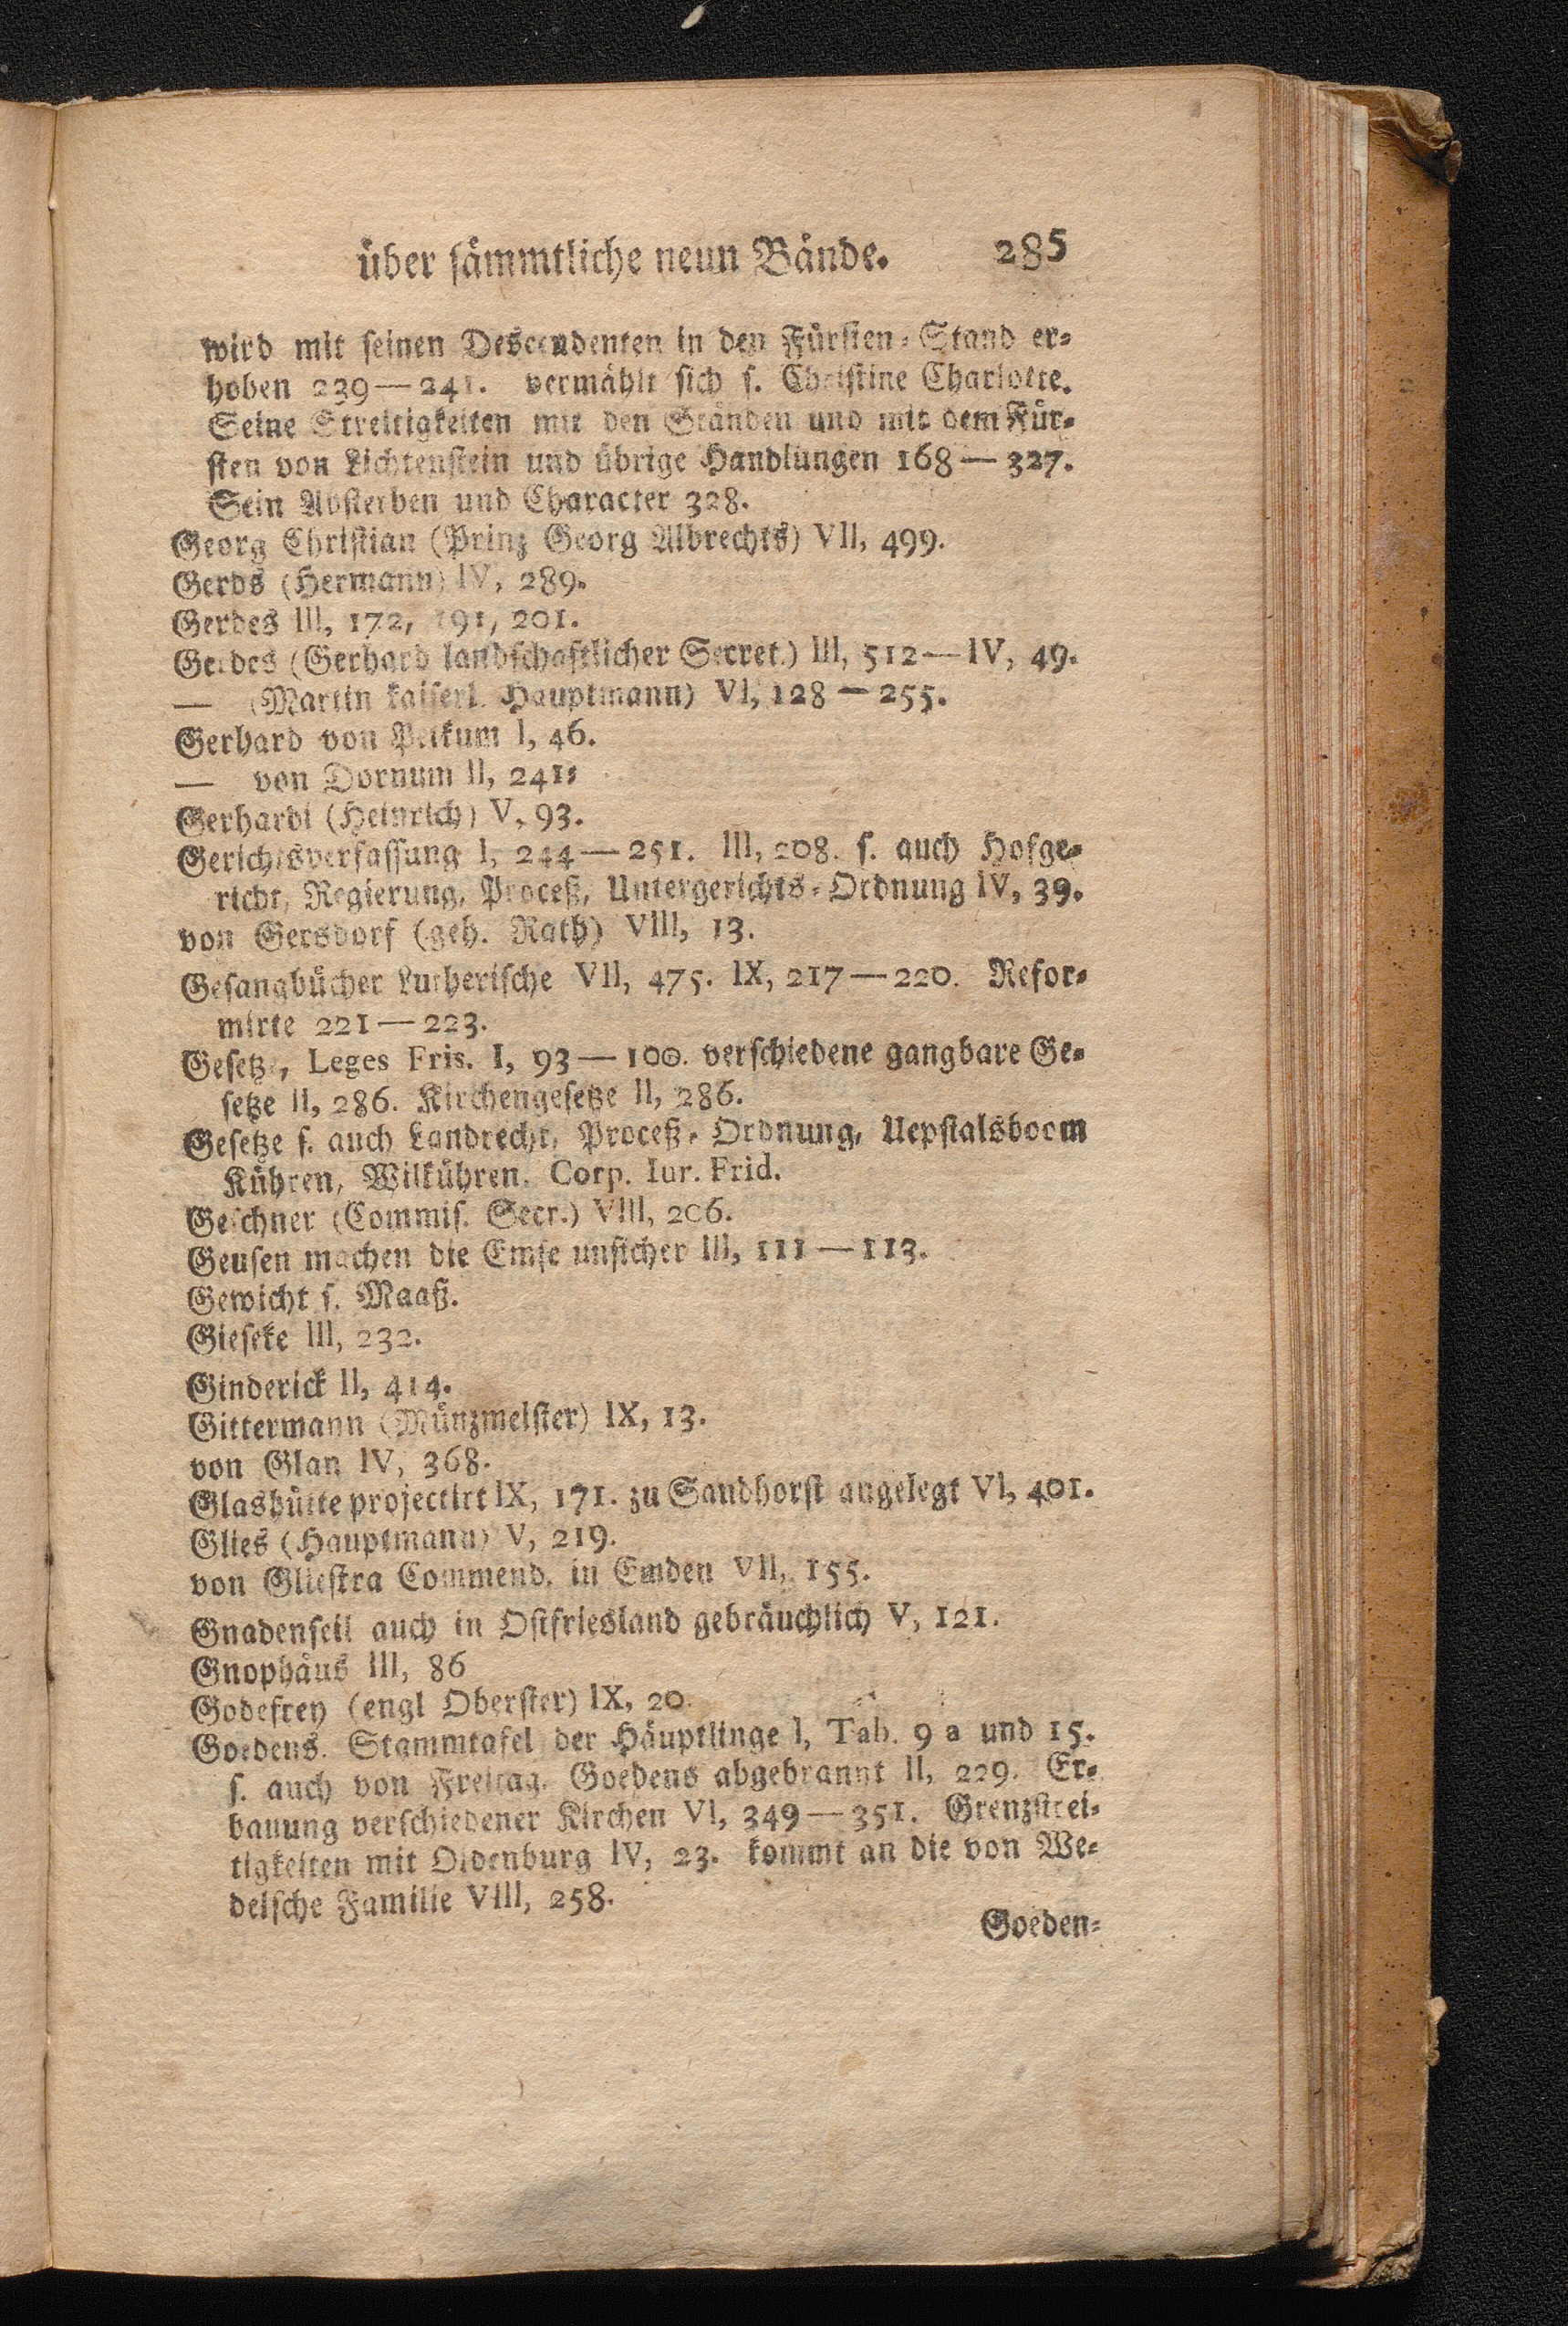 über sämmtliche neun Bände. 285
wird mit seinen Descendenten in den Fürsten-Stand er-
hoben 239—241. vermählt sich s. Christine Charlotte.
Seine Streitigkeiten mit den Ständen und mit dem Für-
sten von Lichtenstein und übrige Handlungen 168—327.
Sein Absterben und Character 328.
Georg Christian (Prinz Georg Albrechts) VII, 499.
Gerds (Hermann) IV, 289.
Gerdes III, 172, 191, 201.
Gerdes (Gerhard landschaftlicher Secret.) III, 512—IV, 49.
— (Martin kaiserl. Hauptmann) VI, 128—255.
Gerhard von Petkum I, 46.
— von Dornum II, 241.
Gerhardi (Heinrich) V, 93.
Gerichtsverfassung I, 244—251. III, 208. s. auch Hofge-
richt, Regierung, Proceß, Untergerichts-Ordnung IV, 39.
von Gersdorf (geh. Rath) VIII, 13.
Gesangbücher Lutherische VII, 475. IX, 217—220. Refor-
mirte 221—223.
Gesetze, Leges Fris. I, 93—100. verschiedene gangbare Ge-
setze II, 286. Kirchengesetze II, 286.
Gesetze s. auch Landrecht, Proceß-Ordnung, Uepstalsboom
Kühren, Wilkühren. Corp. Iur. Frid.
Geschner (Commis. Secr.) VIII, 206.
Geusen machen die Emse unsicher III, 111—113.
Gewicht s. Maaß.
Gieseke III, 232.
Ginderick II, 414.
Gittermann (Münzmeister) IX, 13.
von Glan IV, 368.
Glashütte projectirt IX, 171. zu Sandhorst angelegt VI, 401.
Glies (Hauptmann) V, 219.
von Gliestra Commend. in Emden VII, 155.
Gnadenseil auch in Ostfriesland gebräuchlich V, 121.
Gnophäus III, 86
Godefrey (engl Oberster) IX, 20.
Goedens. Stammtafel der Häuptlinge I, Tab. 9 a und 15.
s. auch von Freitag. Goedens abgebrannt II, 229. Er-
bauung verschiedener Kirchen VI, 349—351. Grenzstrei-
tigkeiten mit Oldenburg IV, 23. kommt an die von We-
delsche Familie VIII, 258.
Goeden-